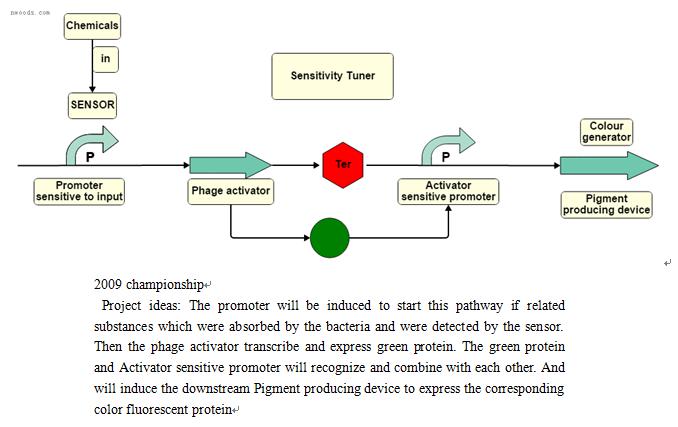 nwoods.com
Chemicals
in
SENSOR
Sensitivity Tuner
Colour
generator
P
P
Ter
Promoter
sensitive to input
Phage activator
Activator
sensitive promoter
Pigment
producing device
2009 championship
Project ideas: The promoter will be induced to start this pathway if related
substances which were absorbed by the bacteria and were detected by the sensor.
Then the phage activator transcribe and express green protein. The green protein
and Activator sensitive promoter will recognize and combine with each other. And
will induce the downstream Pigment producing device to express the corresponding
color fluorescent protein